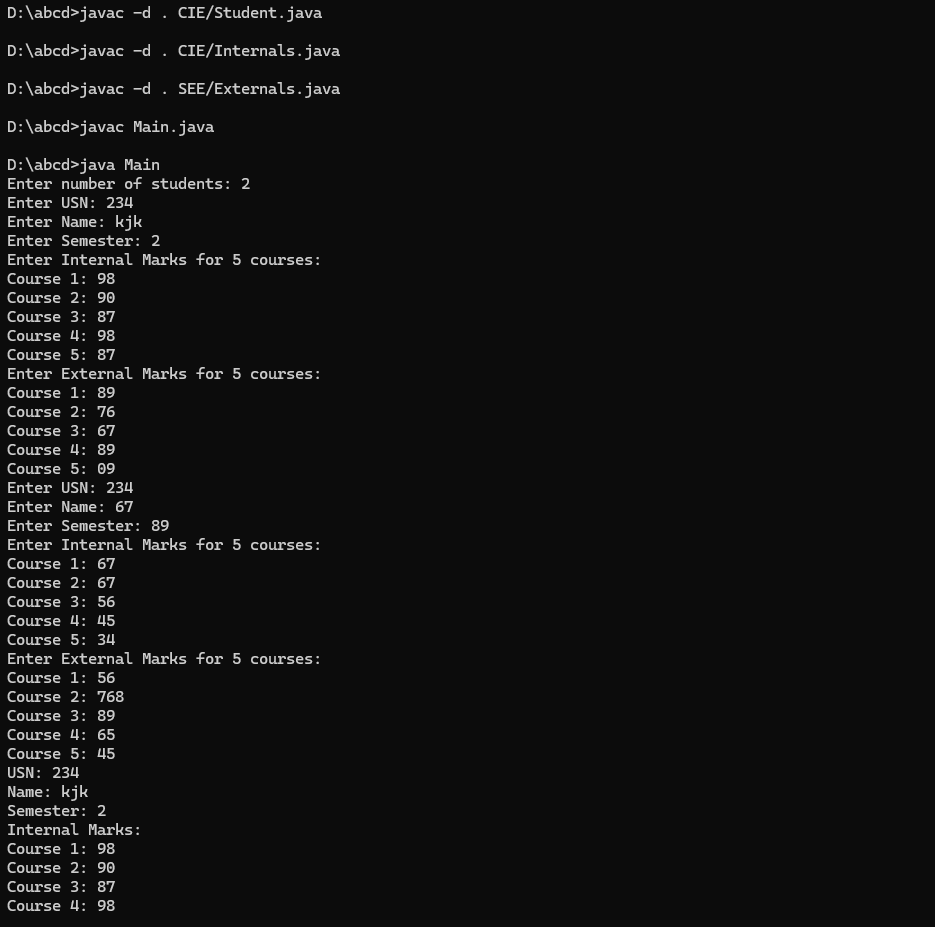 D:\abcd>javac -d . CIE/Student.java
D:\abcd>javac -d . CIE/Internals.java
D:\abcd>javac -d . SEE/Externals.java
D:\abcd>javac Main.java
D:\abcd>java Main
Enter number of students: 2
Enter USN: 234
Enter Name: kjk
Enter Semester: 2
Enter Internal Marks for 5 courses:
Course 1: 98
Course 2: 90
Course 3: 87
Course 4: 98
Course 5: 87
Enter External Marks for 5 courses:
Course 1: 89
Course 2: 76
Course 3: 67
Course 4: 89
Course 5: 09
Enter USN: 234
Enter Name: 67
Enter Semester: 89
Enter Internal Marks for 5 courses:
Course 1: 67
Course 2: 67
Course 3: 56
Course 4: 45
Course 5: 34
Enter External Marks for 5 courses:
Course 1: 56
Course 2: 768
Course 3: 89
Course 4: 65
Course 5: 45
USN: 234
Name: kjk
Semester: 2
Internal Marks:
Course 1: 98
Course 2: 90
Course 3: 87
Course 4: 98